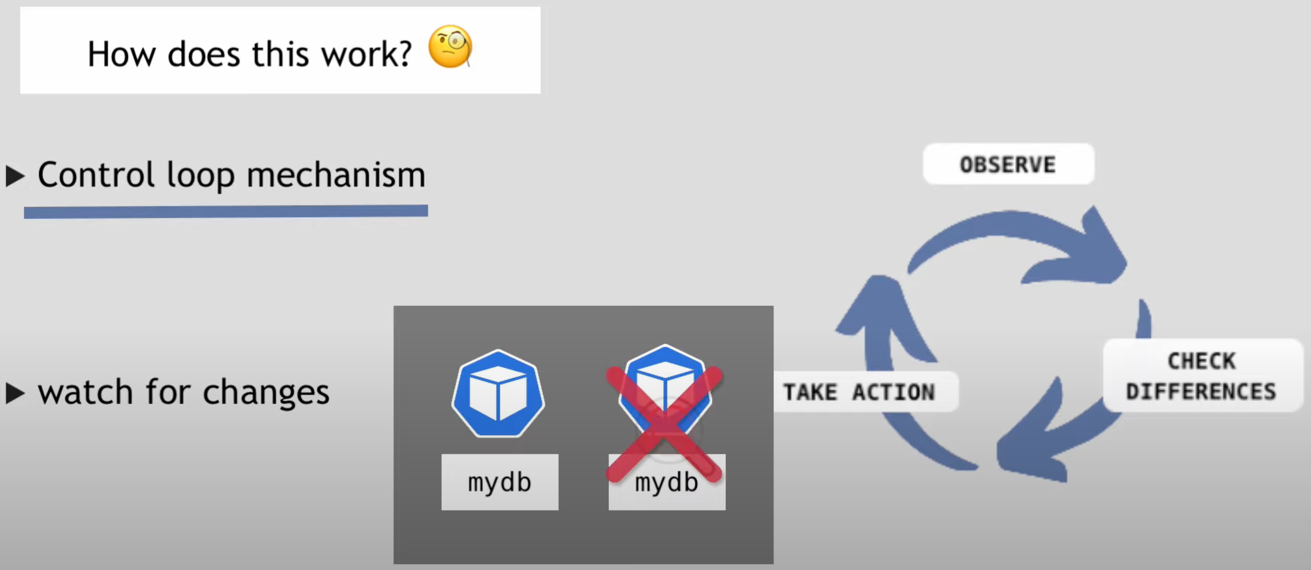 How does this work?
Control loop mechanism
watch for changes
mydb
mydb
OBSERVE
CHECK
DIFFERENCES
TAKE ACTION